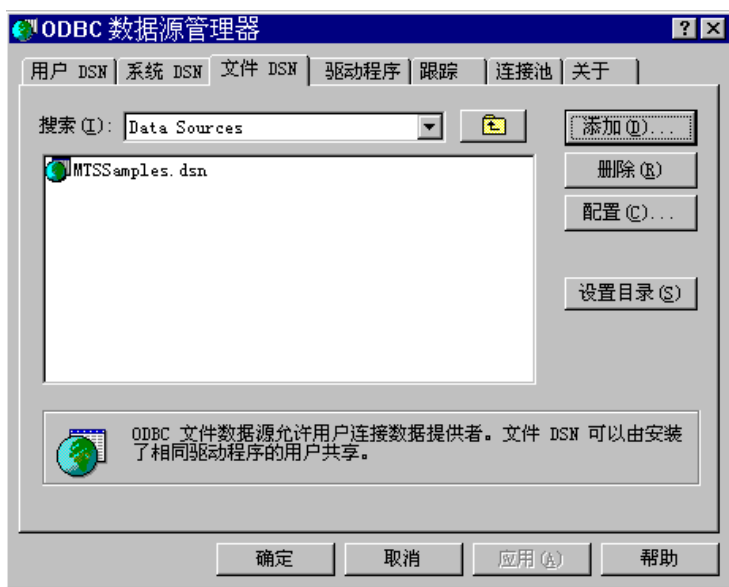 ODBC 数据源管理器
用户 DSN 系统 DSN 文件 DSN 驱动程序 跟踪 连接池 关于
搜索(I): Data Sources 添加(D)...
MTSSamples.dsn 删除(R)
配置(C)...
设置目录(S)
ODBC 文件数据源允许用户连接数据提供者。文件 DSN 可以由安装
了相同驱动程序的用户共享。
确定 取消 应用(A) 帮助